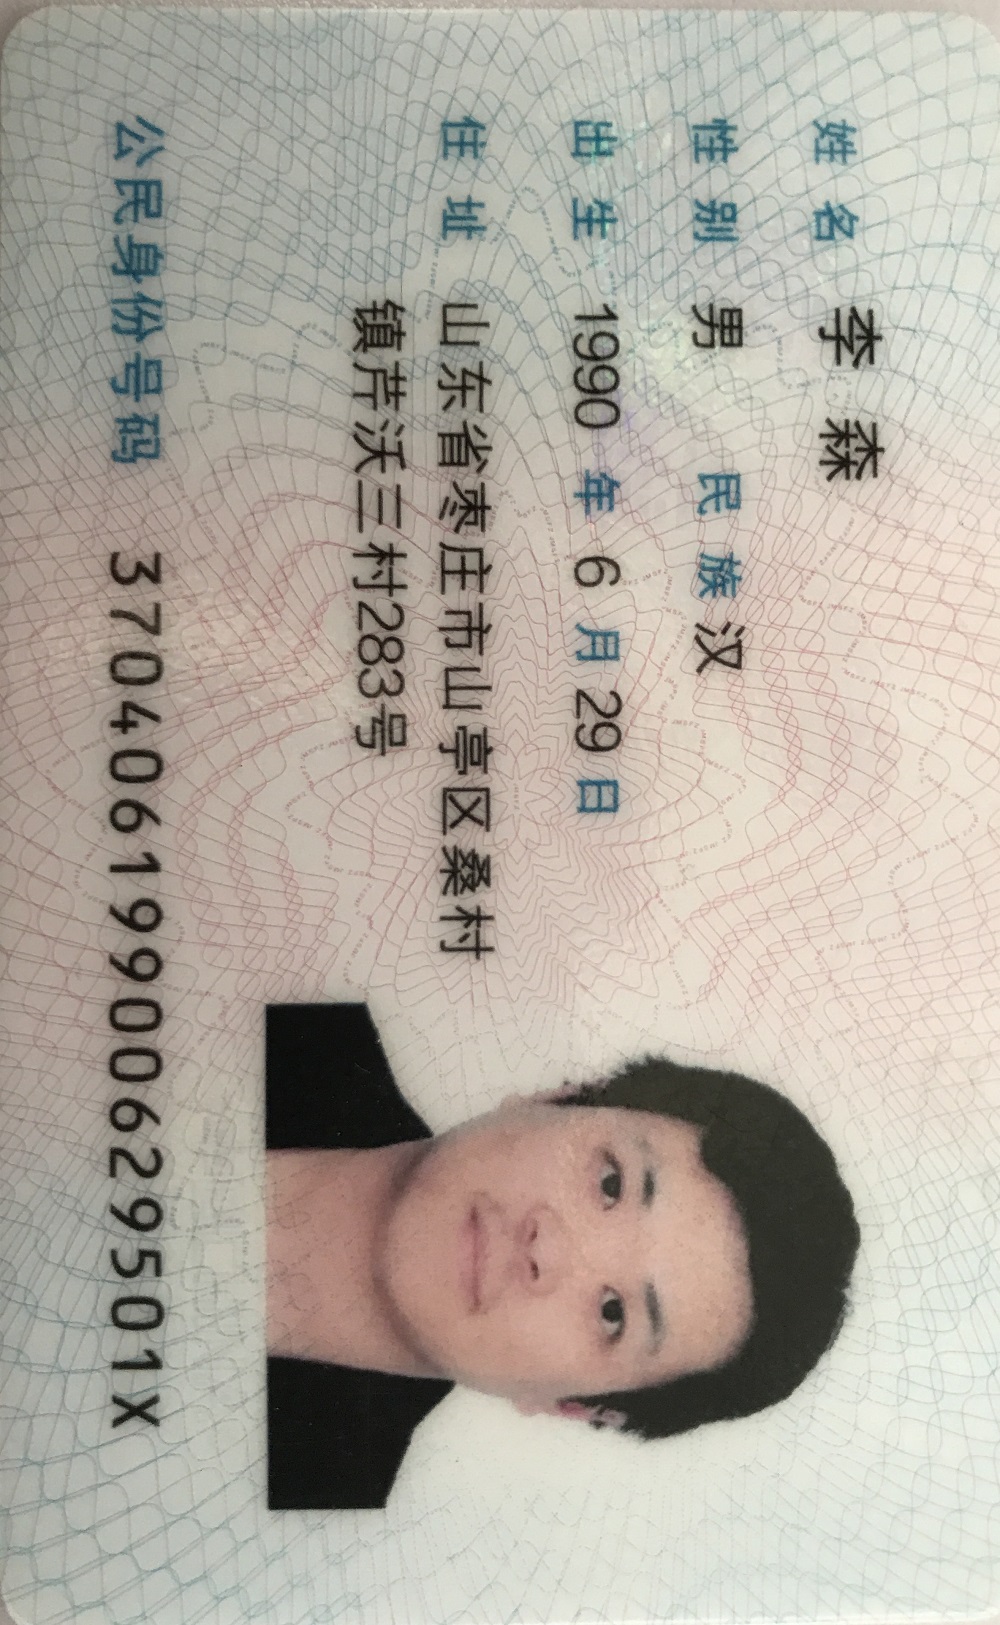 姓名 李森
性别 男 民族 汉
出生 1990 年 6 月 29 日
住址 山东省枣庄市山亭区桑村
镇芹沃三村283号
公民身份号码 37040619900629501X